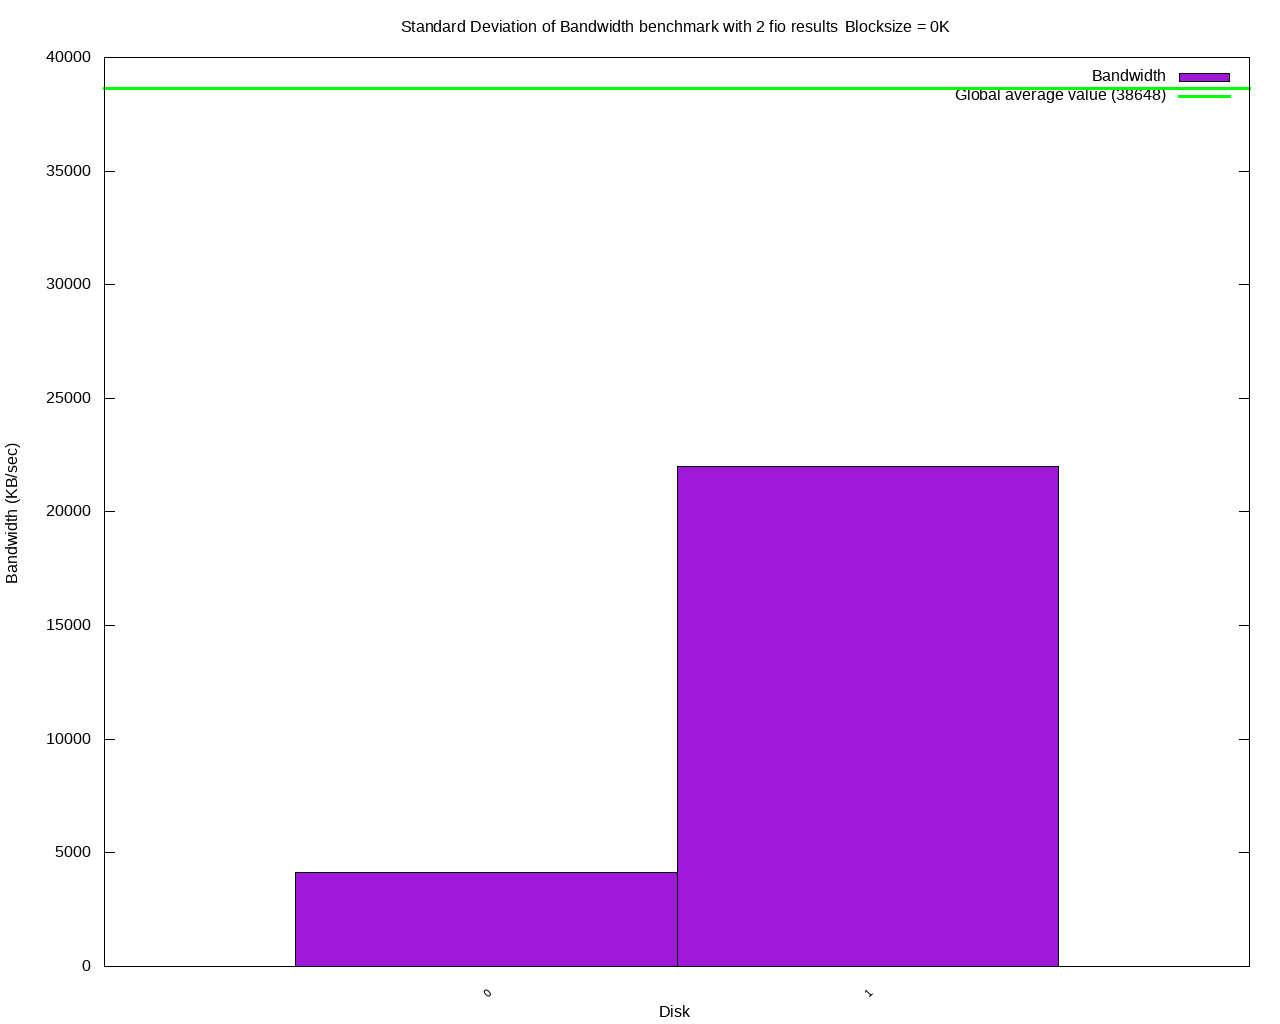 Standard Deviation of Bandwidth benchmark with 2 fio results Blocksize = 0K
40000
35000
30000
25000
20000
15000
10000
5000
0
Bandwidth (KB/sec)
Bandwidth
Global average value (38648)
0
1
Disk